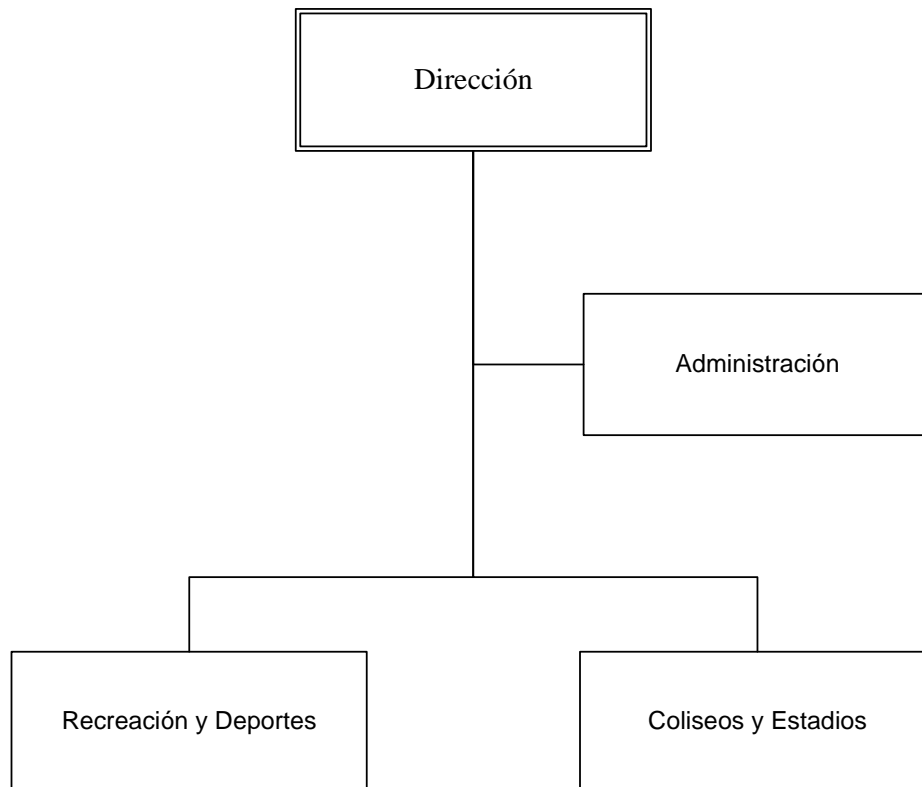 Dirección
Administración
Recreación y Deportes
Coliseos y Estadios